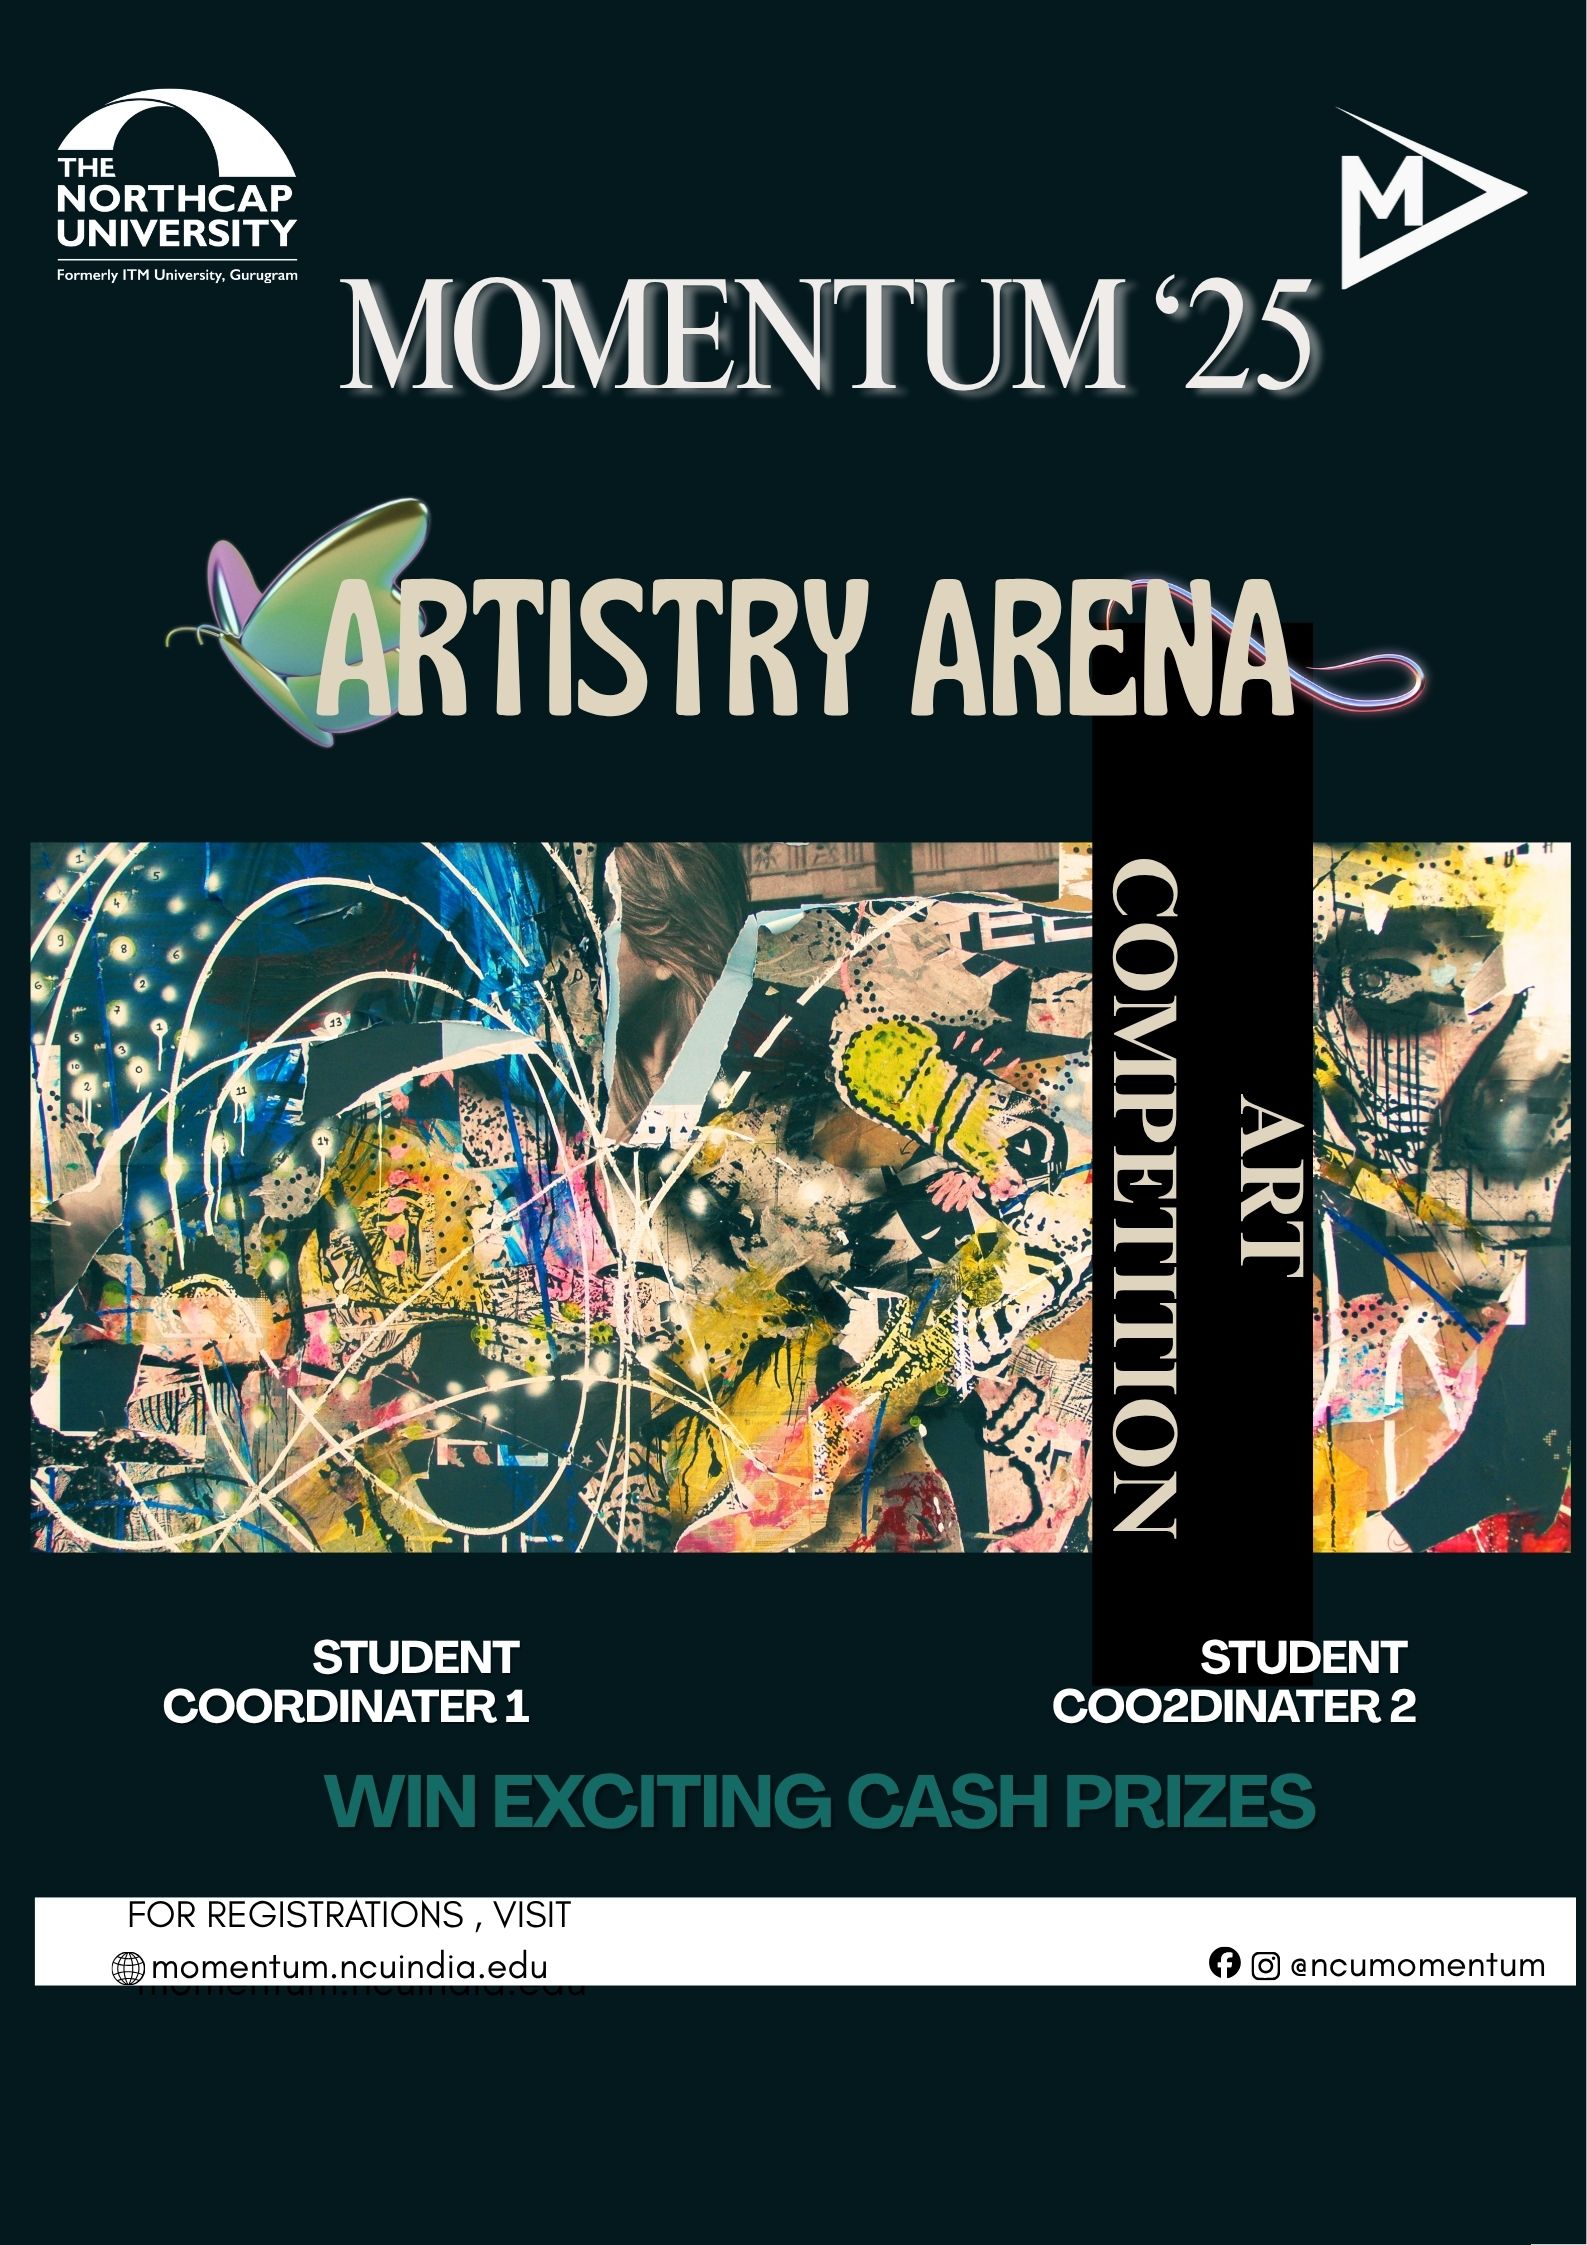 THE
NORTHCAP
UNIVERSITY
Formerly ITM University, Gurugram
M
MOMENTUM ‘25
ARTISTRY ARENA
ART
COMPETITION
STUDENT
COORDINATER 1
STUDENT
COO2DINATER 2
WIN EXCITING CASH PRIZES
FOR REGISTRATIONS , VISIT
momentum.ncuindia.edu
@ncumomentum